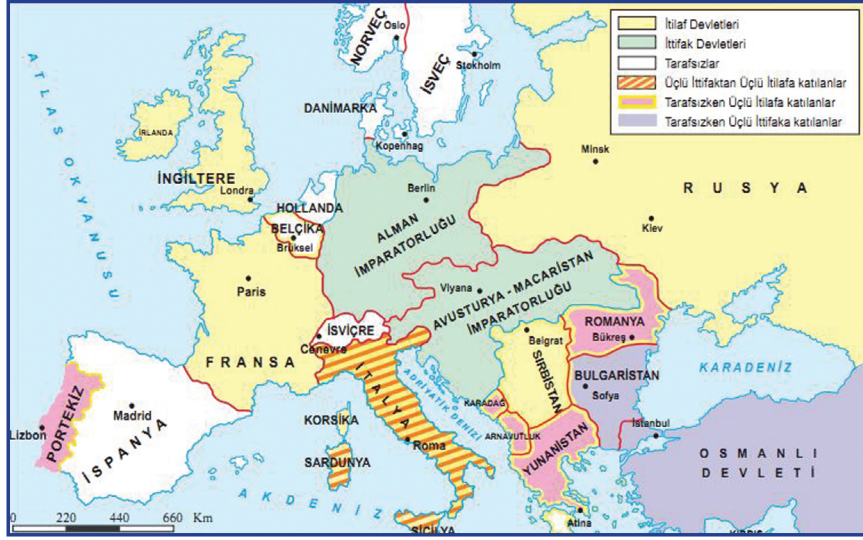 İtilaf Devletleri
İttifak Devletleri
Tarafsızlar
Üçlü İttifaktan Üçlü İtilafa katılanlar
Tarafsızken Üçlü İtilafa katılanlar
Tarafsızken Üçlü İttifaka katılanlar
ATLAS OKYANUSU
NORVEÇ
Oslo
İSVEÇ
Stokholm
DANİMARKA
Kopenhag
İRLANDA
İNGİLTERE
Londra
HOLLANDA
BELÇİKA
Brüksel
Berlin
ALMAN
İMPARATORLUĞU
Minsk
RUSYA
Kiev
Paris
FRANSA
Viyana
AVUSTURYA - MACARİSTAN
İMPARATORLUĞU
İSVİÇRE
Cenevre
İTALYA
Roma
ADRİYATİK DENİZİ
Belgrat
SIRBİSTAN
ROMANYA
Bükreş
BULGARİSTAN
Sofya
KARADENİZ
KARADAĞ
ARNAVUTLUK
YUNANİSTAN
Atina
İstanbul
OSMANLI
DEVLETİ
KIBRIS
PORTEKİZ
Lizbon
Madrid
İSPANYA
KORSİKA
SARDUNYA
SİCİLYA
AKDENİZ
0 220 440 660 Km